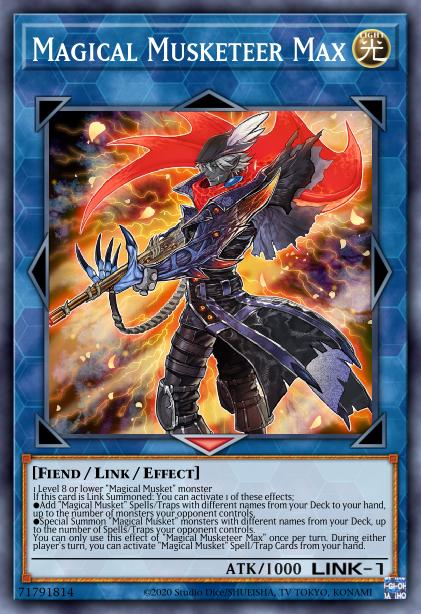 MAGICAL MUSKETEER MAX
LIGHT
光
[FIEND / LINK / EFFECT]
1 Level 8 or lower "Magical Musket" monster
If this card is Link Summoned: You can activate 1 of these effects;
●Add "Magical Musket" Spells/Traps with different names from your Deck to your hand,
up to the number of monsters your opponent controls.
●Special Summon "Magical Musket" monsters with different names from your Deck, up
to the number of Spells/Traps your opponent controls.
You can only use this effect of "Magical Musketeer Max" once per turn. During either
player's turn, you can activate "Magical Musket" Spell/Trap Cards from your hand.
ATK/1000 LINK-1
71791814 ©2020 Studio Dice/SHUEISHA, TV TOKYO, KONAMI